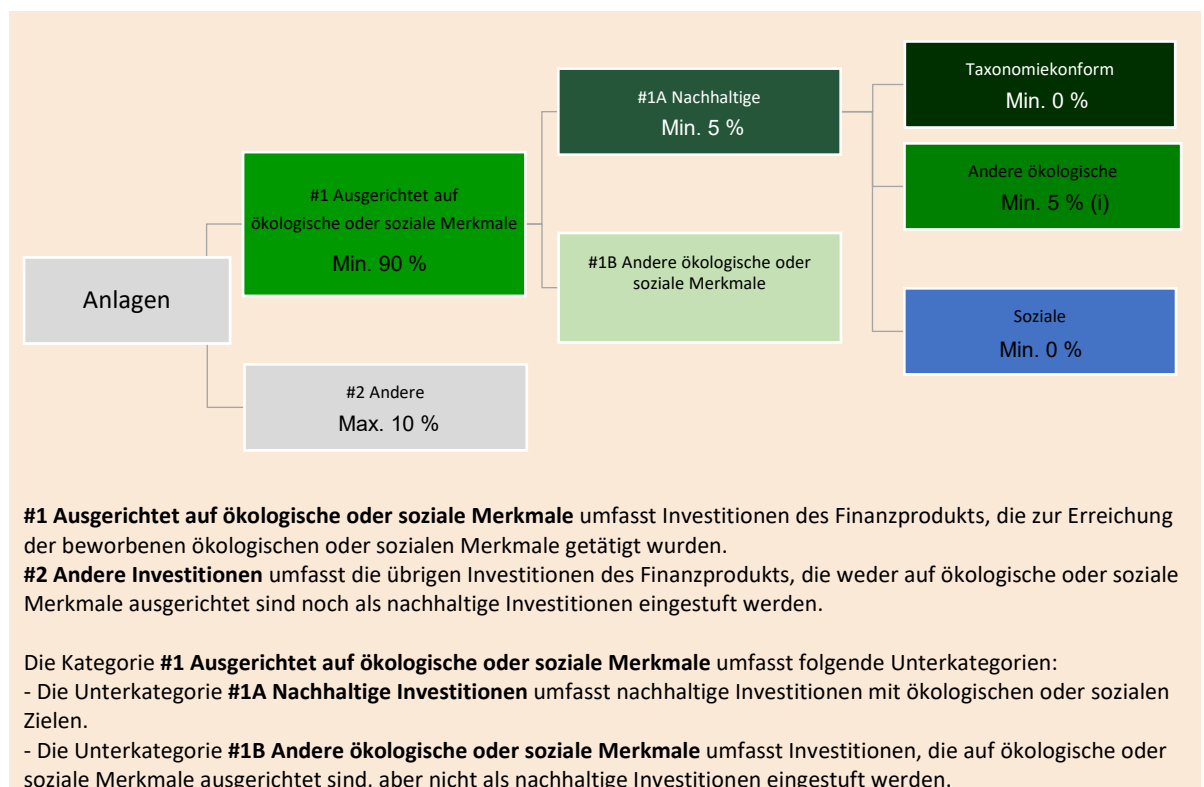 Anlagen
#1 Ausgerichtet auf
ökologische oder soziale Merkmale
Min. 90 %
#2 Andere
Max. 10 %
#1A Nachhaltige
Min. 5 %
#1B Andere ökologische oder
soziale Merkmale
Taxonomiekonform
Min. 0 %
Andere ökologische
Min. 5 % (i)
Soziale
Min. 0 %
#1 Ausgerichtet auf ökologische oder soziale Merkmale umfasst Investitionen des Finanzprodukts, die zur Erreichung
der beworbenen ökologischen oder sozialen Merkmale getätigt wurden.
#2 Andere Investitionen umfasst die übrigen Investitionen des Finanzprodukts, die weder auf ökologische oder soziale
Merkmale ausgerichtet sind noch als nachhaltige Investitionen eingestuft werden.
Die Kategorie #1 Ausgerichtet auf ökologische oder soziale Merkmale umfasst folgende Unterkategorien:
- Die Unterkategorie #1A Nachhaltige Investitionen umfasst nachhaltige Investitionen mit ökologischen oder sozialen
Zielen.
- Die Unterkategorie #1B Andere ökologische oder soziale Merkmale umfasst Investitionen, die auf ökologische oder
soziale Merkmale ausgerichtet sind, aber nicht als nachhaltige Investitionen eingestuft werden.